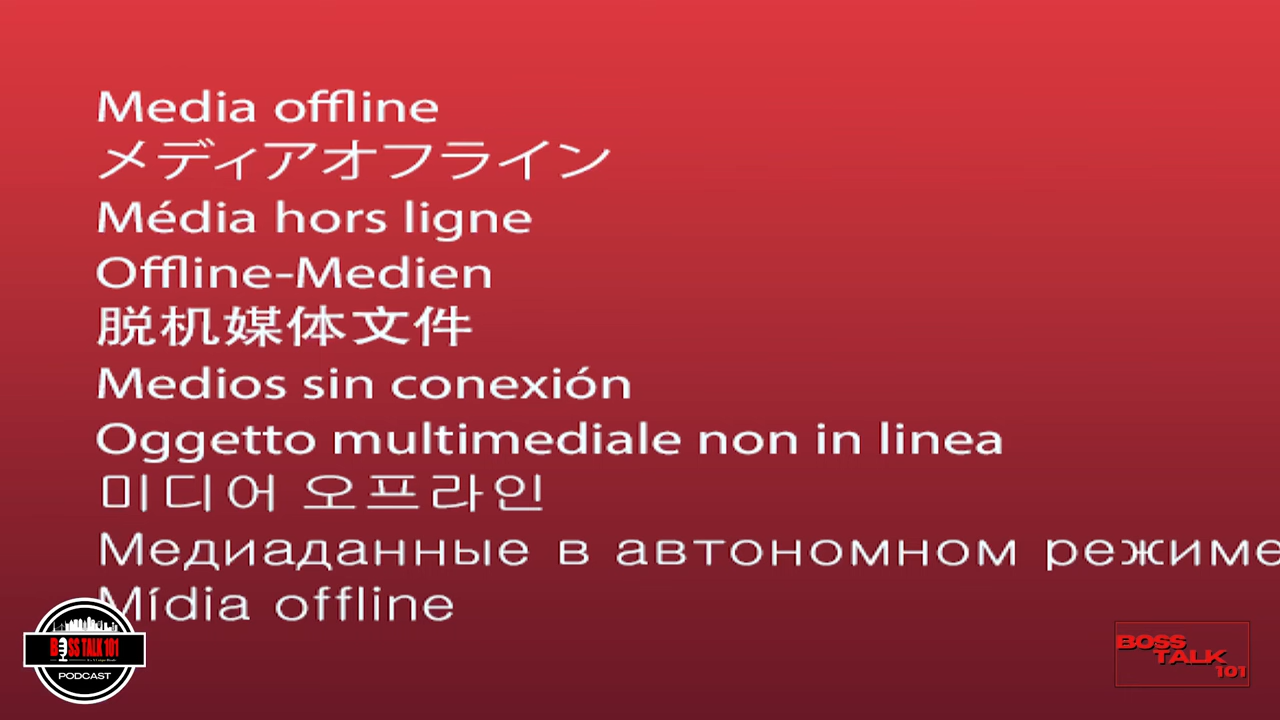 Media offline
メディアオフライン
Média hors ligne
Offline-Medien
脱机媒体文件
Medios sin conexión
Oggetto multimediale non in linea
미디어 오프라인
Медиаданные в автономном режиме
Mídia offline
BOSS TALK 101
PODCAST
BOSS
TALK
101